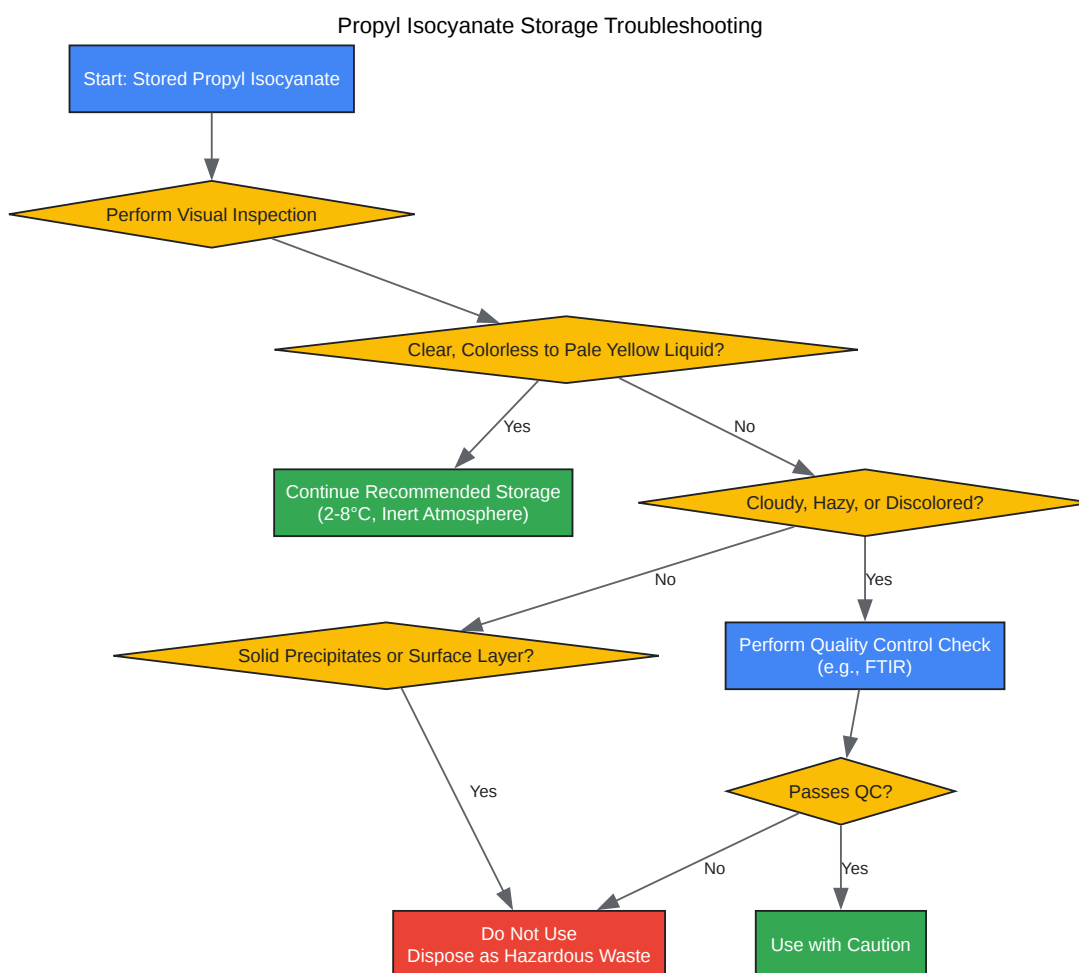 Propyl Isocyanate Storage Troubleshooting
Start: Stored Propyl Isocyanate
Perform Visual Inspection
Clear, Colorless to Pale Yellow Liquid?
Yes
No
Continue Recommended Storage
(2-8°C, Inert Atmosphere)
Cloudy, Hazy, or Discolored?
No
Yes
Solid Precipitates or Surface Layer?
Perform Quality Control Check
(e.g., FTIR)
Yes
Passes QC?
No
Yes
Do Not Use
Dispose as Hazardous Waste
Use with Caution